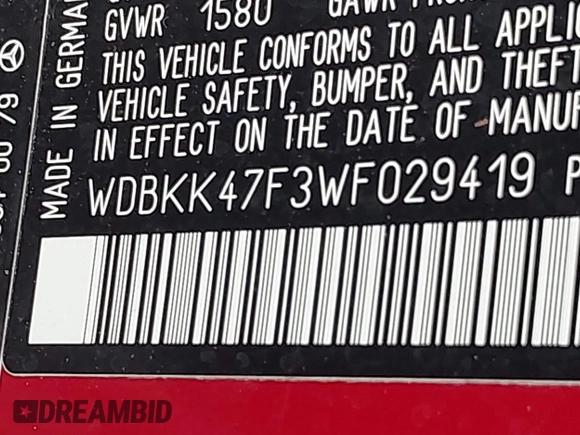 GVWR 1580
THIS VEHICLE CONFORMS TO ALL
VEHICLE SAFETY, BUMPER, AND THEFT
IN EFFECT ON THE DATE OF
WDBKK47F3WF029419 P
MADE IN
DREAMBID